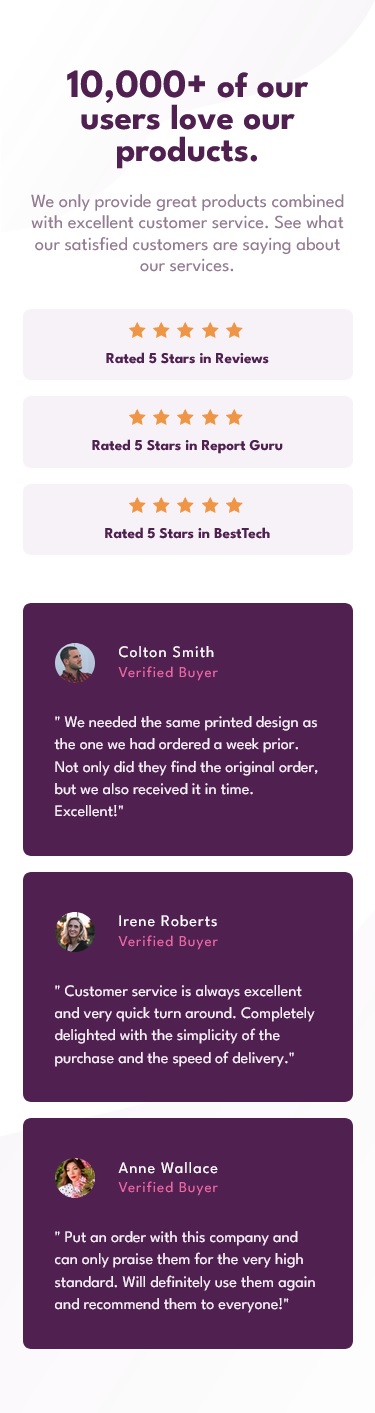 10,000+ of our
users love our
products.
We only provide great products combined
with excellent customer service. See what
our satisfied customers are saying about
our services.
Rated 5 Stars in Reviews
Rated 5 Stars in Report Guru
Rated 5 Stars in BestTech
Colton Smith
Verified Buyer
" We needed the same printed design as
the one we had ordered a week prior.
Not only did they find the original order,
but we also received it in time.
Excellent!"
Irene Roberts
Verified Buyer
" Customer service is always excellent
and very quick turn around. Completely
delighted with the simplicity of the
purchase and the speed of delivery."
Anne Wallace
Verified Buyer
" Put an order with this company and
can only praise them for the very high
standard. Will definitely use them again
and recommend them to everyone!"